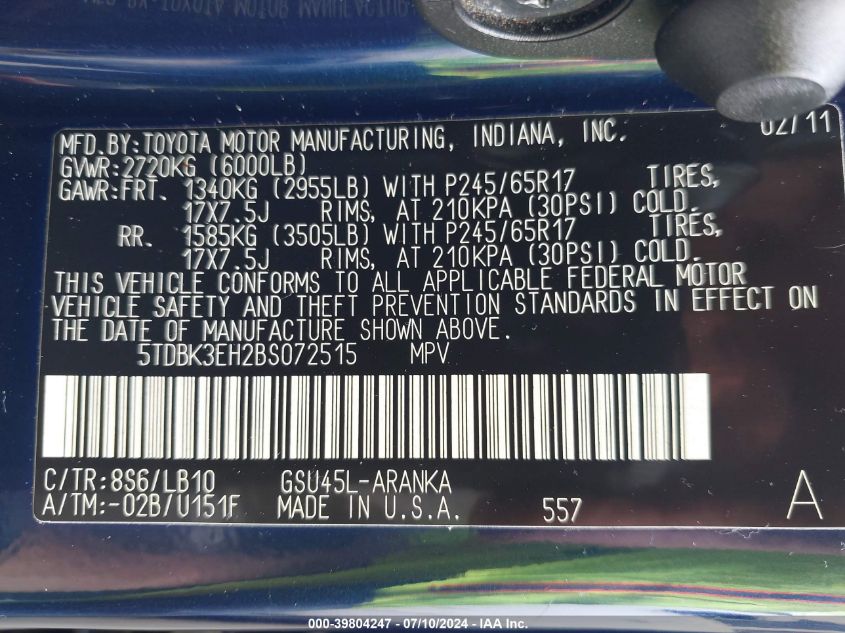 MFD.BY:TOYOTA MOTOR MANUFACTURING, INDIANA, INC. 02/11
GVWR:2720KG (6000LB)
GAWR:FRT. 1340KG (2955LB) WITH P245/65R17 TIRES,
17X7.5J RIMS, AT 210KPA (30PSI) COLD.
RR. 1585KG (3505LB) WITH P245/65R17 TIRES,
17X7.5J RIMS, AT 210KPA (30PSI) COLD.
THIS VEHICLE CONFORMS TO ALL APPLICABLE FEDERAL MOTOR
VEHICLE SAFETY AND THEFT PREVENTION STANDARDS IN EFFECT ON
THE DATE OF MANUFACTURE SHOWN ABOVE.
5TDBK3EH2BS072515 MPV
C/TR:8S6/LB10 GSU45L-ARANKA
A/TM:-02B/U151F MADE IN U.S.A. 557 A
000-39804247 - 07/10/2024 - IAA Inc.